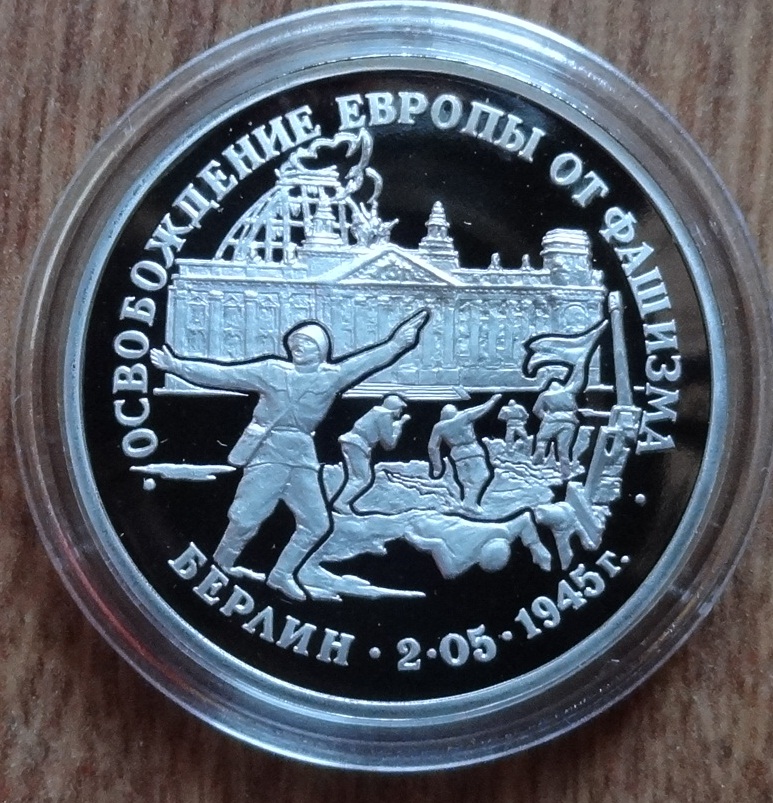 ·ОСВОБОЖДЕНИЕ ЕВРОПЫ ОТ ФАШИЗМА·
БЕРЛИН·2·05·1945г.